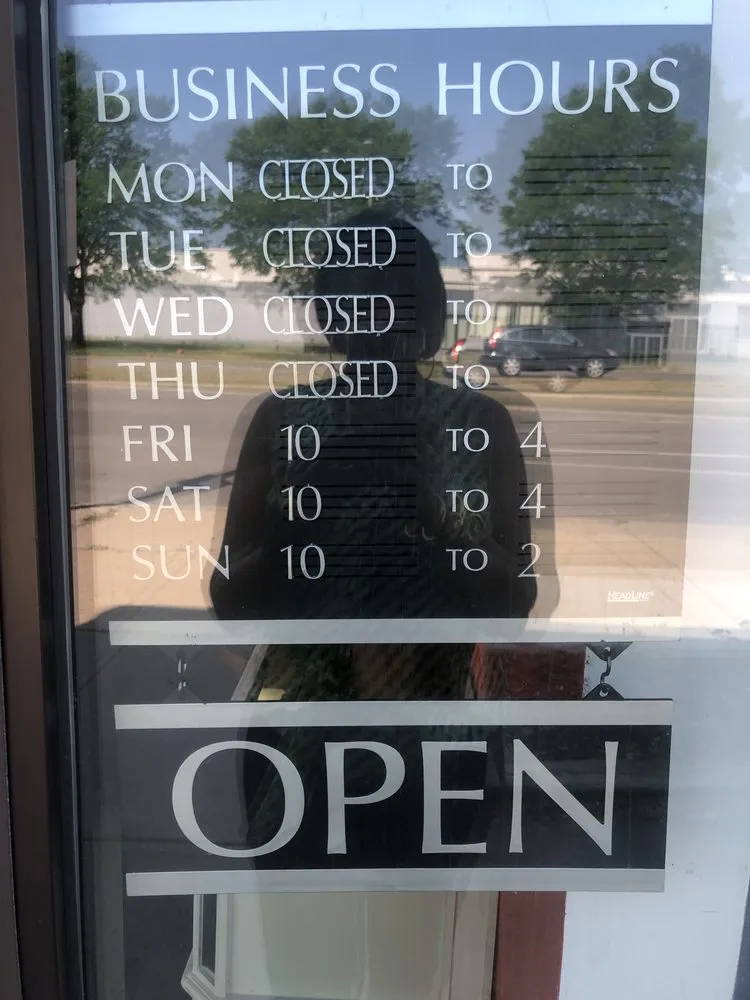 BUSINESS HOURS
MON CLOSED TO
TUE CLOSED TO
WED CLOSED TO
THU CLOSED TO
FRI 10 TO 4
SAT 10 TO 4
SUN 10 TO 2
HEADLINE®
OPEN